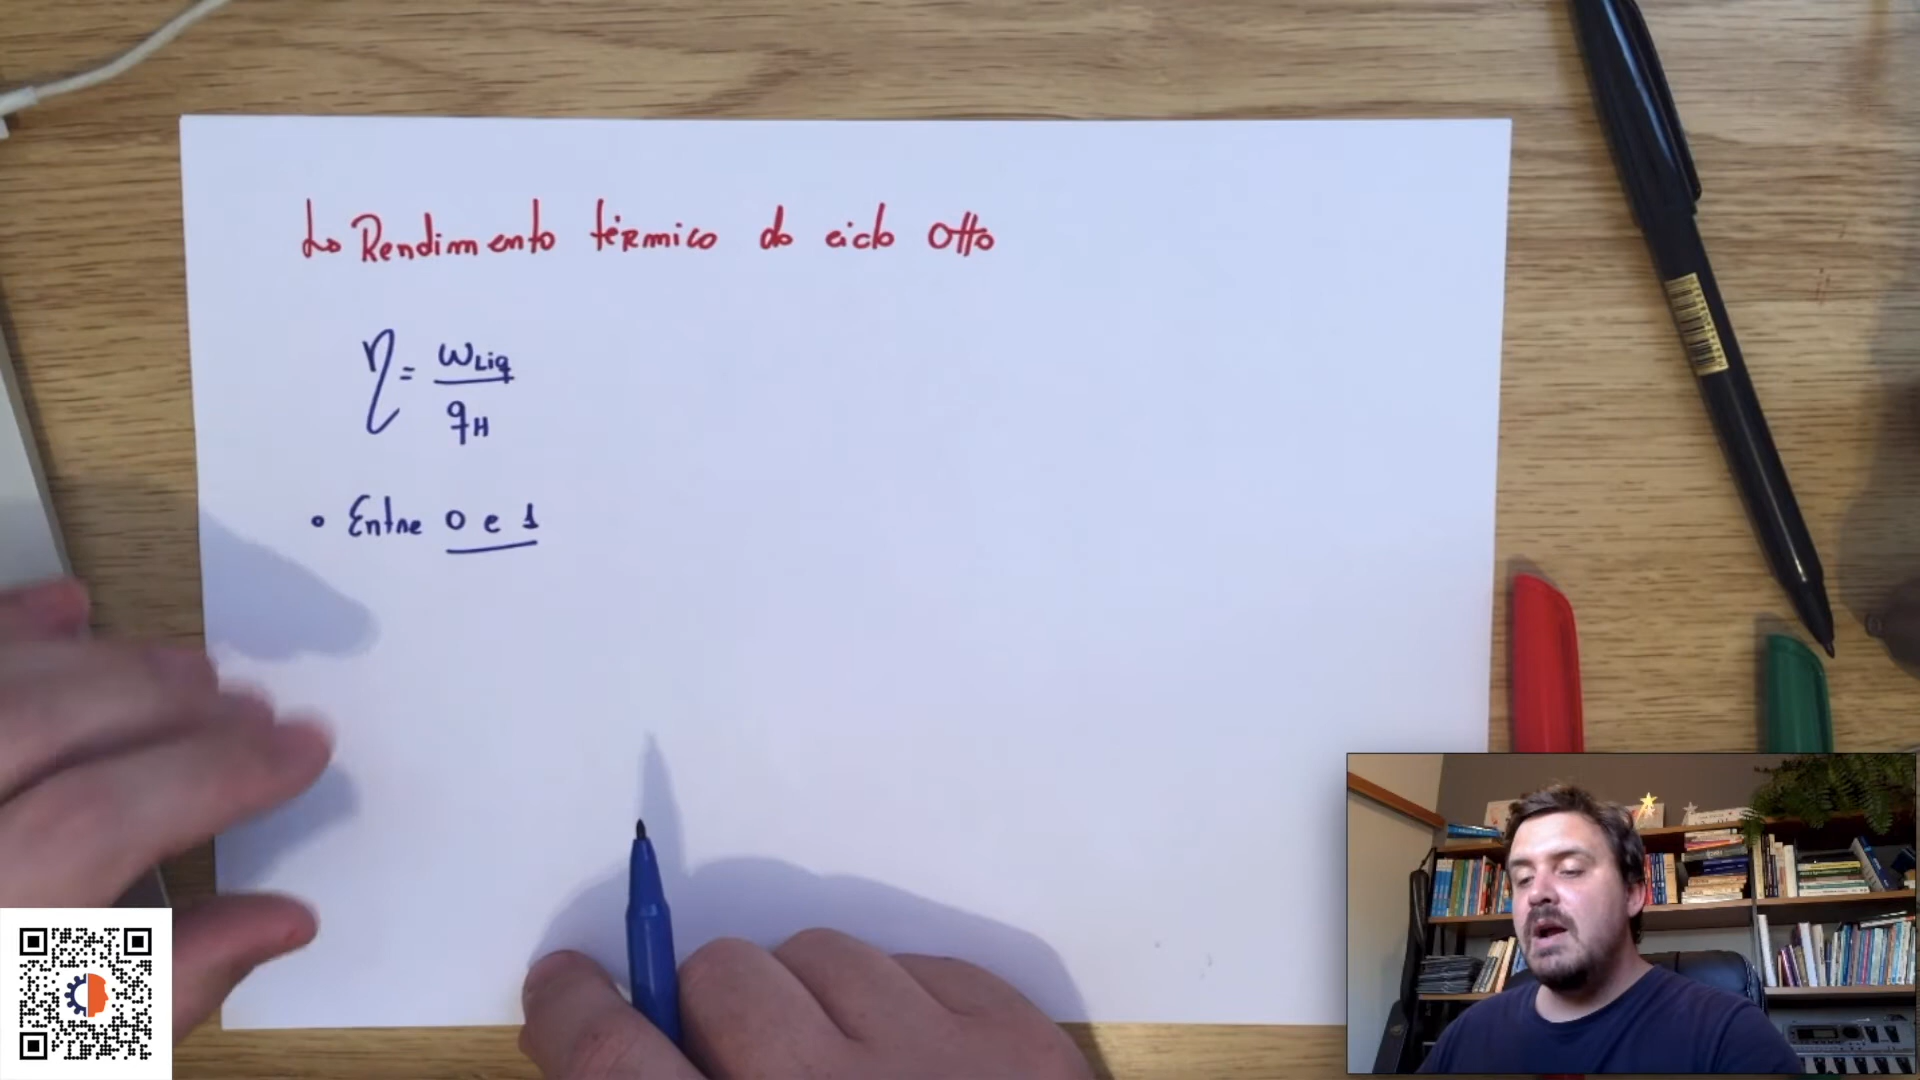 ↳ Rendimento térmico do ciclo Otto
η = wLiq / qH
• Entre 0 e 1